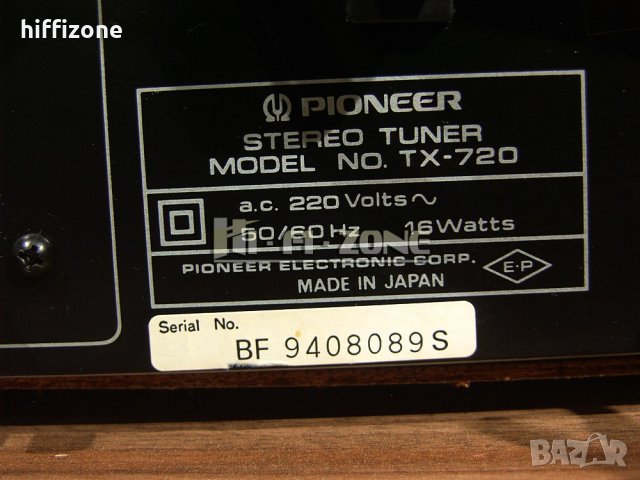 hiffizone
PIONEER
STEREO TUNER
MODEL NO. TX-720
a.c. 220 Volts~
50/60 Hz 16 Watts
Hi-Fi-ZONE
PIONEER ELECTRONIC CORP.
E·P
MADE IN JAPAN
Serial No.
BF 9408089S
BAZAR